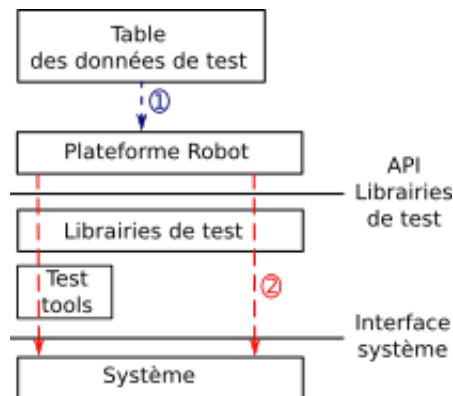 Table
des données de test
①
Plateforme Robot
API
Librairies
de test
Librairies de test
Test
tools
②
Interface
système
Système